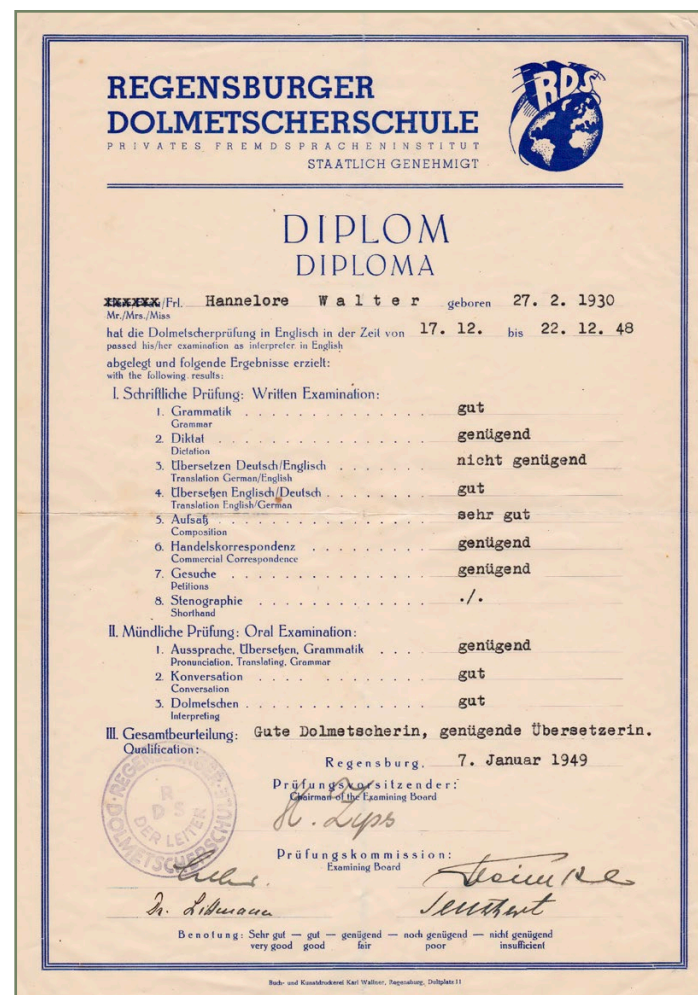 REGENSBURGER
DOLMETSCHERSCHULE
PRIVATES FREMDSPRACHENINSTITUT
STAATLICH GENEHMIGT
RDS
DIPLOM
DIPLOMA
/Frl. Hannelore Walter geboren 27. 2. 1930
Mr./Mrs./Miss
hat die Dolmetscherprüfung in Englisch in der Zeit von 17. 12. bis 22. 12. 48
passed his/her examination as interpreter in English
abgelegt und folgende Ergebnisse erzielt:
with the following results:
I. Schriftliche Prüfung: Written Examination:
1. Grammatik . . . . . . . . . . . . . . gut
Grammar
2. Diktat . . . . . . . . . . . . . . genügend
Dictation
3. Übersetzen Deutsch/Englisch . . . . . . nicht genügend
Translation German/English
4. Übersetzen Englisch/Deutsch . . . . . . . gut
Translation English/German
5. Aufsatz . . . . . . . . . . . . . . sehr gut
Composition
6. Handelskorrespondenz . . . . . . . . genügend
Commercial Correspondence
7. Gesuche . . . . . . . . . . . . . . genügend
Petitions
8. Stenographie . . . . . . . . . . . . ./.
Shorthand
II. Mündliche Prüfung: Oral Examination:
1. Aussprache, Übersetzen, Grammatik . . . genügend
Pronunciation, Translating, Grammar
2. Konversation . . . . . . . . . . . . gut
Conversation
3. Dolmetschen . . . . . . . . . . . . . gut
Interpreting
III. Gesamtbeurteilung: Gute Dolmetscherin, genügende Übersetzerin.
Qualification:
Regensburg, 7. Januar 1949
Prüfungsvorsitzender:
Chairman of the Examining Board
H. Zyps
REGENSBURGER DOLMETSCHERSCHULE
RDS
DER LEITER
Prüfungskommission:
Examining Board
Dr. Littmann
Benotung: Sehr gut — gut — genügend — noch genügend — nicht genügend
very good good fair poor insufficient
Buch- und Kunstdruckerei Karl Wallner, Regensburg, Dultplatz 11